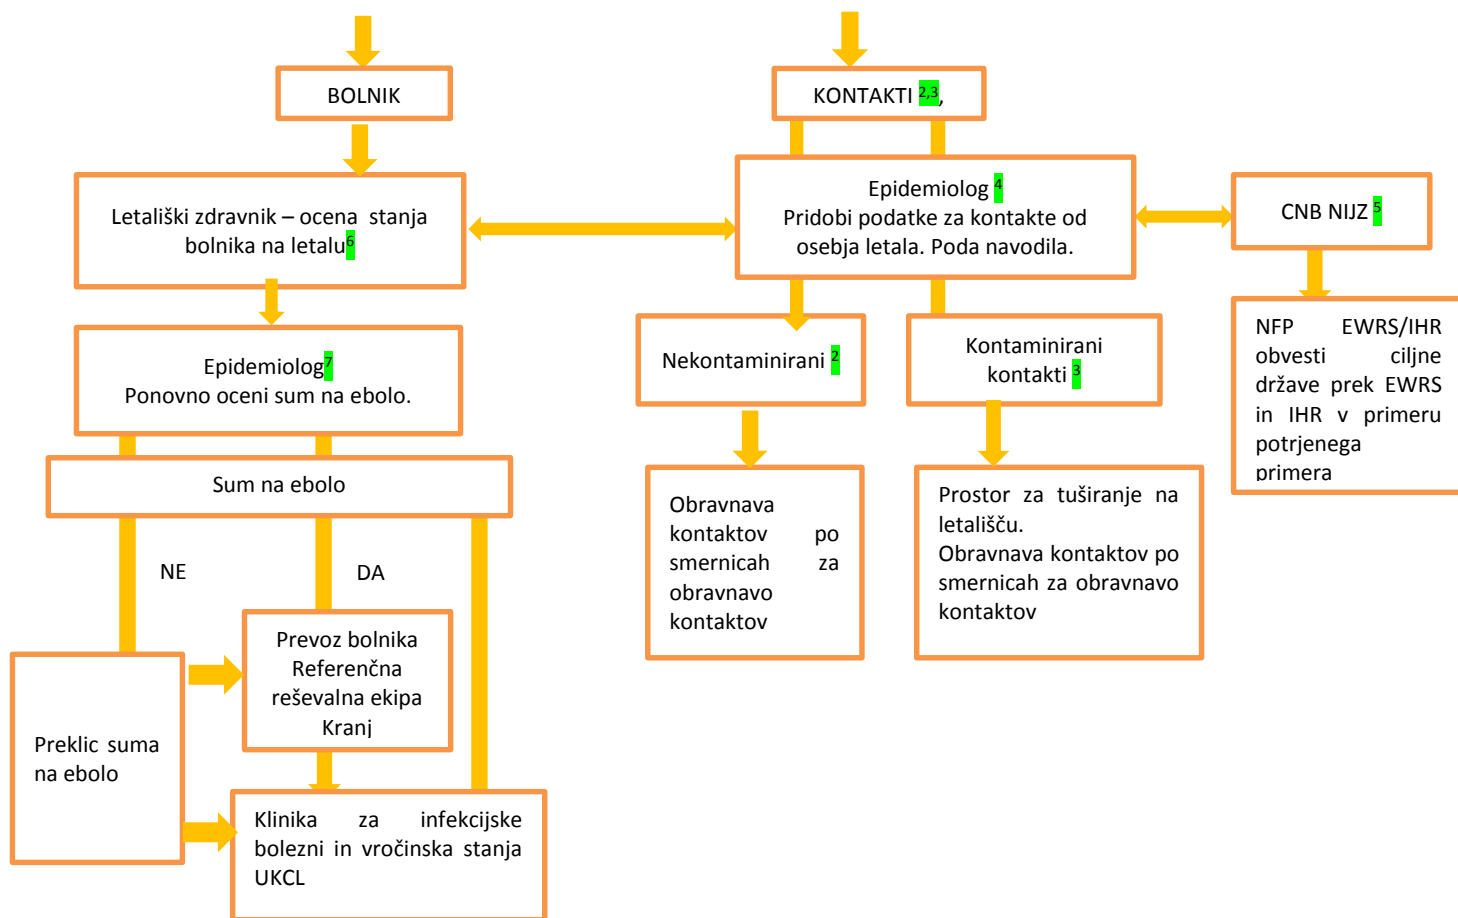 BOLNIK
KONTAKTI 2,3,
Letališki zdravnik – ocena stanja
bolnika na letalu6
Epidemiolog 4
Pridobi podatke za kontakte od
osebja letala. Poda navodila.
CNB NIJZ 5
Epidemiolog7
Ponovno oceni sum na ebolo.
Nekontaminirani 2
Kontaminirani
kontakti 3
NFP EWRS/IHR
obvesti ciljne
države prek EWRS
in IHR v primeru
potrjenega
primera
Sum na ebolo
NE
DA
Obravnava
kontaktov po
smernicah za
obravnavo
kontaktov
Prostor za tuširanje na
letališču.
Obravnava kontaktov po
smernicah za obravnavo
kontaktov
Prevoz bolnika
Referenčna
reševalna ekipa
Kranj
Preklic suma
na ebolo
Klinika za infekcijske
bolezni in vročinska stanja
UKCL